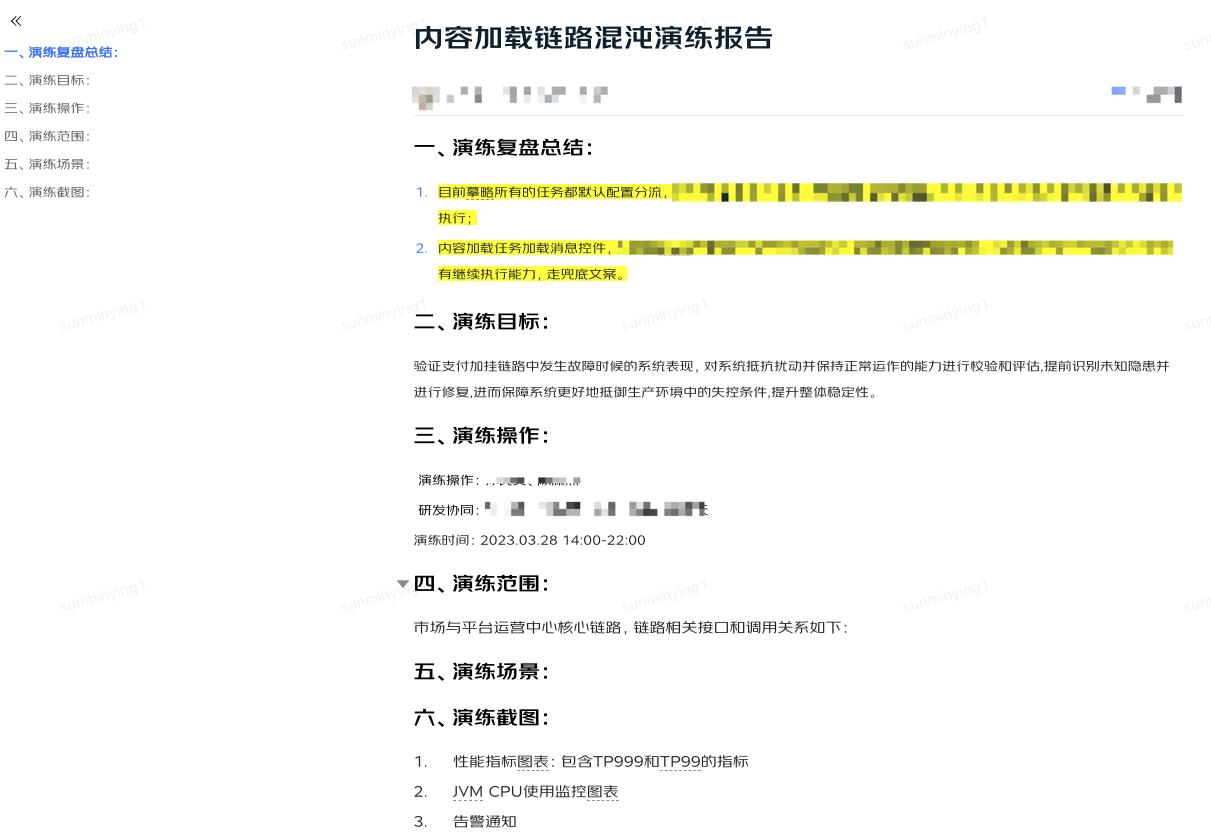 一、演练复盘总结：
二、演练目标：
三、演练操作：
四、演练范围：
五、演练场景：
六、演练截图：
内容加载链路混沌演练报告
一、演练复盘总结：
1. 目前摹略所有的任务都默认配置分流，
执行；
2. 内容加载任务加载消息控件，
有继续执行能力，走兜底文案。
二、演练目标：
验证支付加挂链路中发生故障时候的系统表现，对系统抵抗扰动并保持正常运作的能力进行校验和评估,提前识别未知隐患并
进行修复,进而保障系统更好地抵御生产环境中的失控条件,提升整体稳定性。
三、演练操作：
演练操作：
研发协同：
演练时间：2023.03.28 14:00-22:00
四、演练范围：
市场与平台运营中心核心链路，链路相关接口和调用关系如下：
五、演练场景：
六、演练截图：
1. 性能指标图表：包含TP999和TP99的指标
2. JVM CPU使用监控图表
3. 告警通知
sunminying1
sunminying1
sunminying1
sunminying1
sunminying1
sunminying1
sunminying1
sunminying1
sunminying1
sunminying1
sunminying1
sunminying1